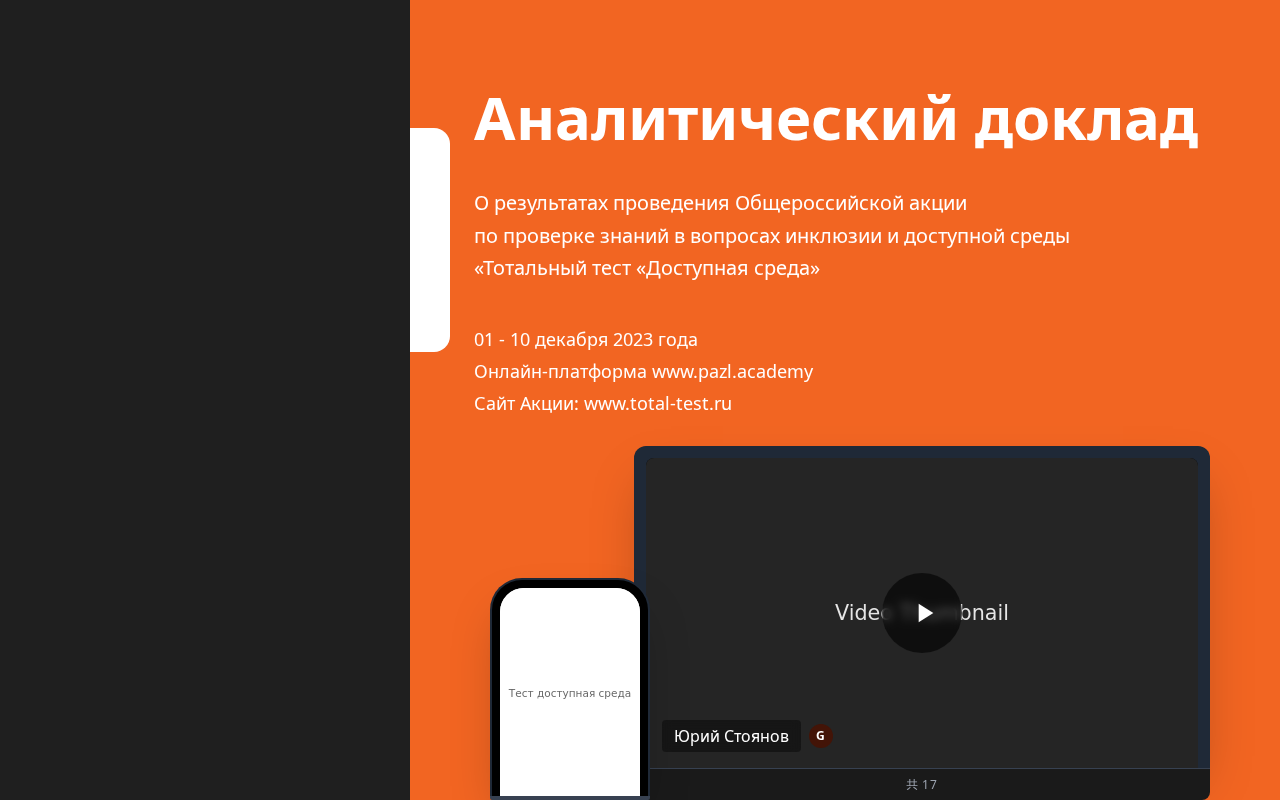 Аналитический доклад
О результатах проведения Общероссийской акции
по проверке знаний в вопросах инклюзии и доступной среды
«Тотальный тест «Доступная среда»
01 - 10 декабря 2023 года
Онлайн-платформа www.pazl.academy
Сайт Акции: www.total-test.ru
Тест доступная среда
Юрий Стоянов
G
共 17